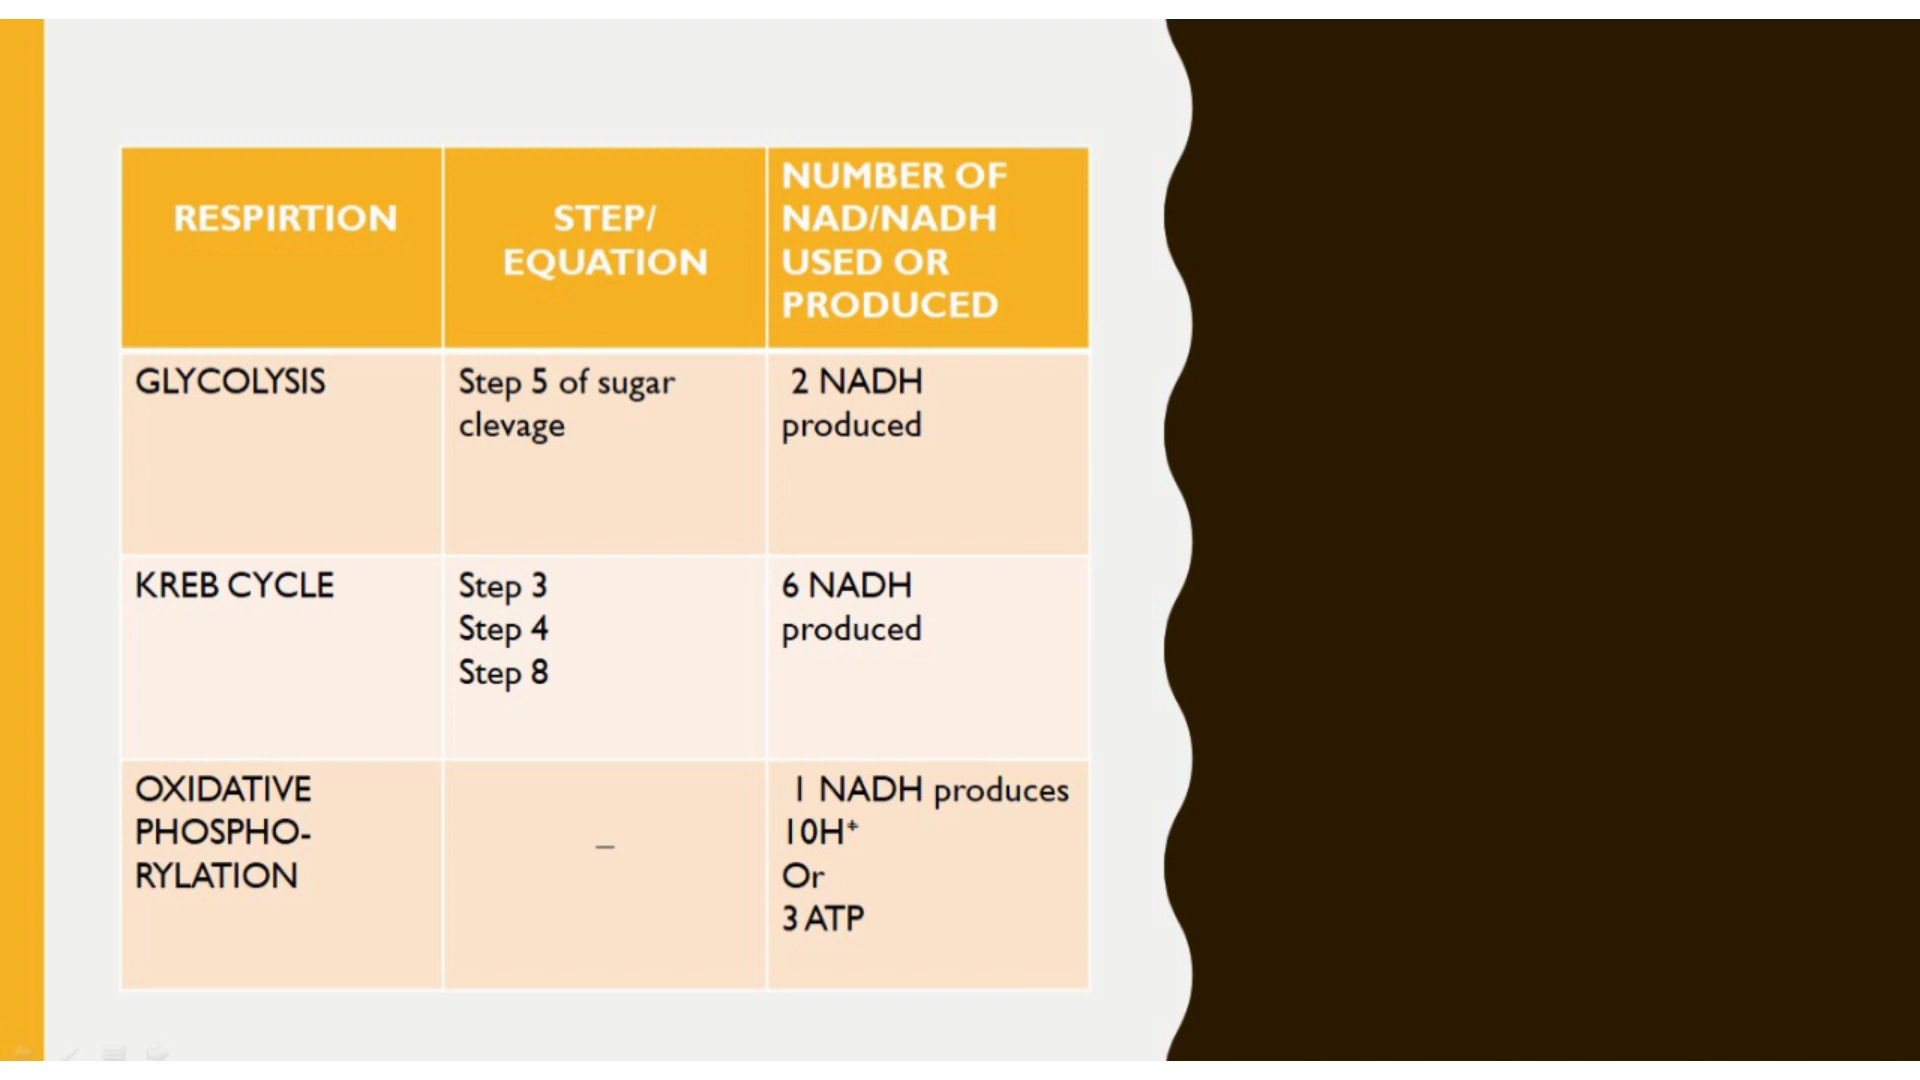 RESPIRTION
STEP/
EQUATION
NUMBER OF
NAD/NADH
USED OR
PRODUCED
GLYCOLYSIS
Step 5 of sugar
clevage
2 NADH
produced
KREB CYCLE
Step 3
Step 4
Step 8
6 NADH
produced
OXIDATIVE
PHOSPHO-
RYLATION
_
1 NADH produces
10H⁺
Or
3 ATP